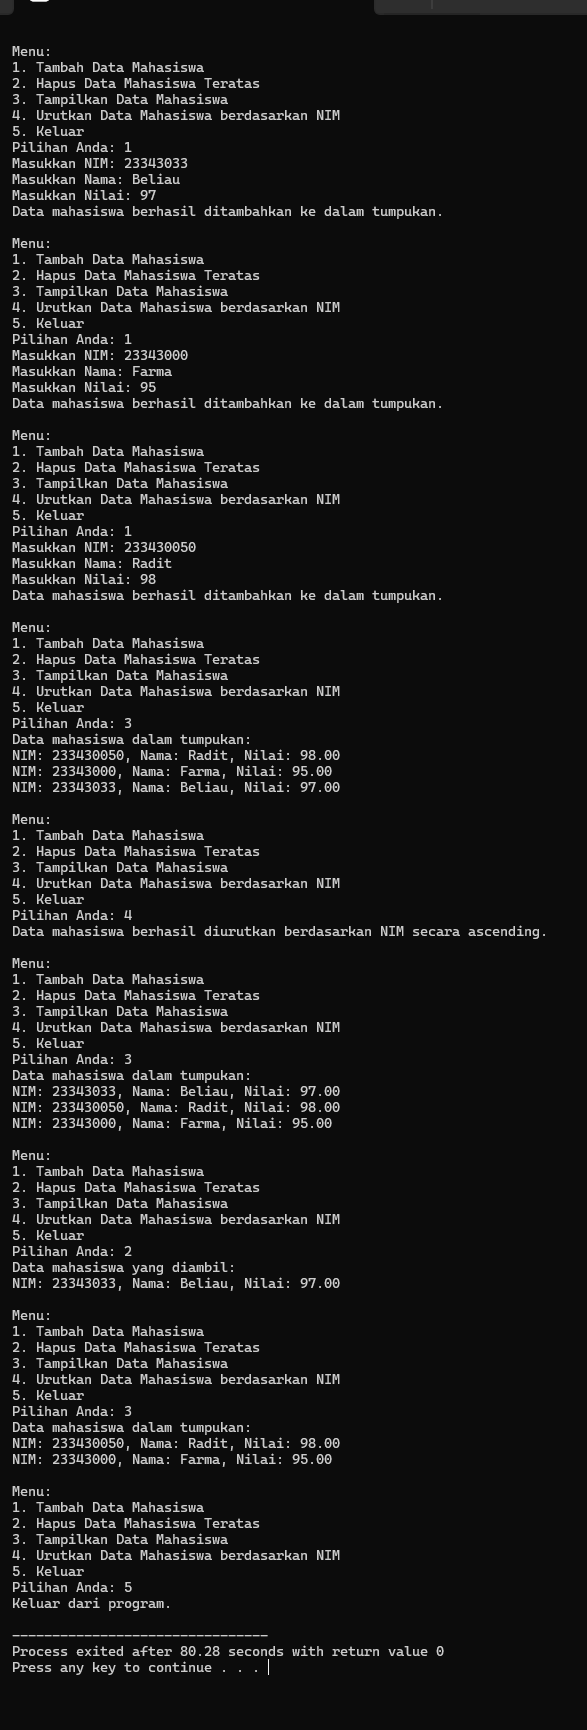 Menu:
1. Tambah Data Mahasiswa
2. Hapus Data Mahasiswa Teratas
3. Tampilkan Data Mahasiswa
4. Urutkan Data Mahasiswa berdasarkan NIM
5. Keluar
Pilihan Anda: 1
Masukkan NIM: 23343033
Masukkan Nama: Beliau
Masukkan Nilai: 97
Data mahasiswa berhasil ditambahkan ke dalam tumpukan.

Menu:
1. Tambah Data Mahasiswa
2. Hapus Data Mahasiswa Teratas
3. Tampilkan Data Mahasiswa
4. Urutkan Data Mahasiswa berdasarkan NIM
5. Keluar
Pilihan Anda: 1
Masukkan NIM: 23343000
Masukkan Nama: Farma
Masukkan Nilai: 95
Data mahasiswa berhasil ditambahkan ke dalam tumpukan.

Menu:
1. Tambah Data Mahasiswa
2. Hapus Data Mahasiswa Teratas
3. Tampilkan Data Mahasiswa
4. Urutkan Data Mahasiswa berdasarkan NIM
5. Keluar
Pilihan Anda: 1
Masukkan NIM: 233430050
Masukkan Nama: Radit
Masukkan Nilai: 98
Data mahasiswa berhasil ditambahkan ke dalam tumpukan.

Menu:
1. Tambah Data Mahasiswa
2. Hapus Data Mahasiswa Teratas
3. Tampilkan Data Mahasiswa
4. Urutkan Data Mahasiswa berdasarkan NIM
5. Keluar
Pilihan Anda: 3
Data mahasiswa dalam tumpukan:
NIM: 233430050, Nama: Radit, Nilai: 98.00
NIM: 23343000, Nama: Farma, Nilai: 95.00
NIM: 23343033, Nama: Beliau, Nilai: 97.00

Menu:
1. Tambah Data Mahasiswa
2. Hapus Data Mahasiswa Teratas
3. Tampilkan Data Mahasiswa
4. Urutkan Data Mahasiswa berdasarkan NIM
5. Keluar
Pilihan Anda: 4
Data mahasiswa berhasil diurutkan berdasarkan NIM secara ascending.

Menu:
1. Tambah Data Mahasiswa
2. Hapus Data Mahasiswa Teratas
3. Tampilkan Data Mahasiswa
4. Urutkan Data Mahasiswa berdasarkan NIM
5. Keluar
Pilihan Anda: 3
Data mahasiswa dalam tumpukan:
NIM: 23343033, Nama: Beliau, Nilai: 97.00
NIM: 233430050, Nama: Radit, Nilai: 98.00
NIM: 23343000, Nama: Farma, Nilai: 95.00

Menu:
1. Tambah Data Mahasiswa
2. Hapus Data Mahasiswa Teratas
3. Tampilkan Data Mahasiswa
4. Urutkan Data Mahasiswa berdasarkan NIM
5. Keluar
Pilihan Anda: 2
Data mahasiswa yang diambil:
NIM: 23343033, Nama: Beliau, Nilai: 97.00

Menu:
1. Tambah Data Mahasiswa
2. Hapus Data Mahasiswa Teratas
3. Tampilkan Data Mahasiswa
4. Urutkan Data Mahasiswa berdasarkan NIM
5. Keluar
Pilihan Anda: 3
Data mahasiswa dalam tumpukan:
NIM: 233430050, Nama: Radit, Nilai: 98.00
NIM: 23343000, Nama: Farma, Nilai: 95.00

Menu:
1. Tambah Data Mahasiswa
2. Hapus Data Mahasiswa Teratas
3. Tampilkan Data Mahasiswa
4. Urutkan Data Mahasiswa berdasarkan NIM
5. Keluar
Pilihan Anda: 5
Keluar dari program.

--------------------------------
Process exited after 80.28 seconds with return value 0
Press any key to continue . . .